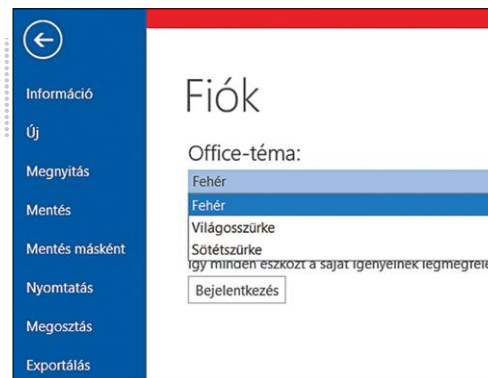 Információ
Új
Megnyitás
Mentés
Mentés másként
Nyomtatás
Megosztás
Exportálás
Fiók
Office-téma:
Fehér
Fehér
Világosszürke
Sötétszürke
így minden eszközt a saját igényeinek
Bejelentkezés